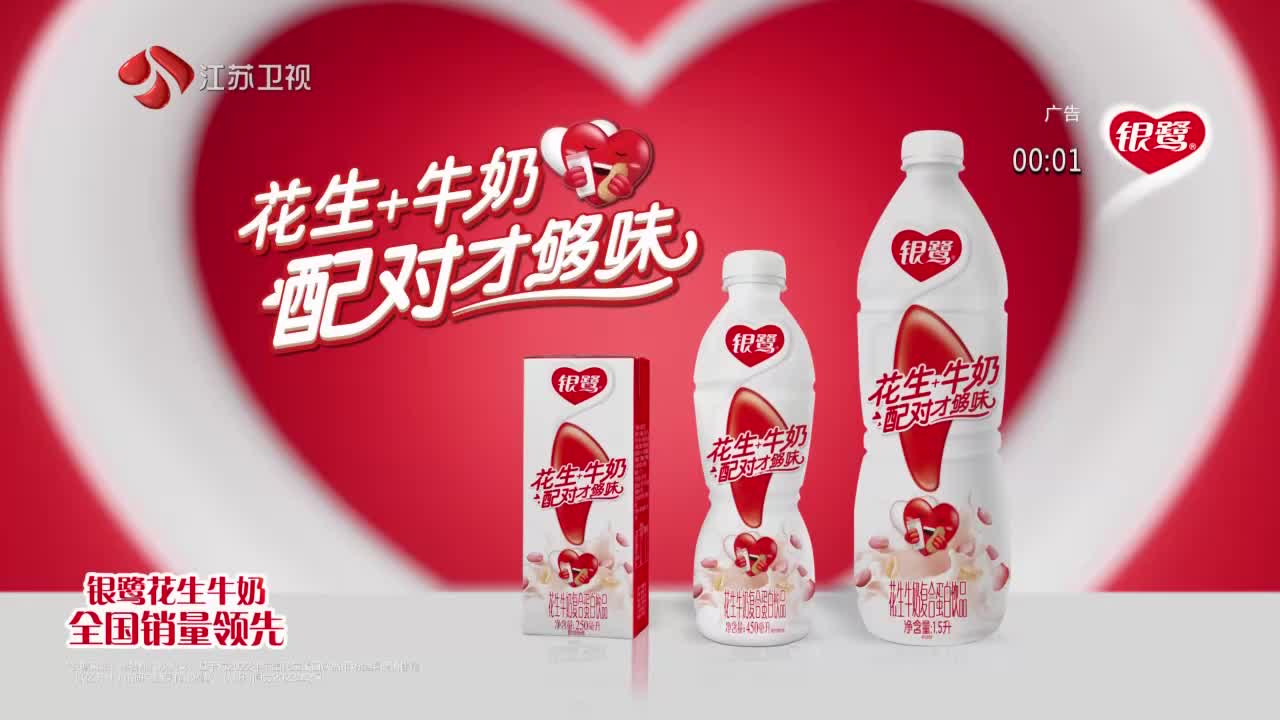 江苏卫视
广告
00:01
银鹭®
花生+牛奶
配对才够味
银鹭
花生+牛奶
配对才够味
花生牛奶复合蛋白饮品
净含量:250毫升
银鹭
花生+牛奶
配对才够味
花生牛奶复合蛋白饮品
净含量:450毫升
银鹭
花生+牛奶
配对才够味
花生牛奶复合蛋白饮品
净含量:1.5升
银鹭花生牛奶
全国销量领先